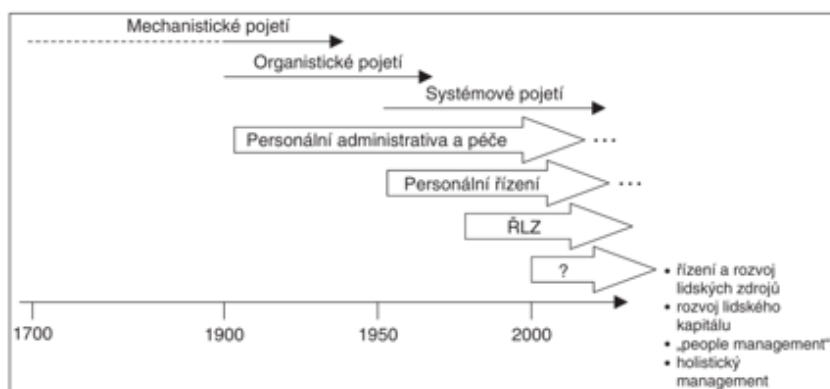 Mechanistické pojetí
Organistické pojetí
Systémové pojetí
Personální administrativa a péče ...
Personální řízení ...
ŘLZ
?
• řízení a rozvoj
lidských zdrojů
• rozvoj lidského
kapitálu
• „people management“
• holistický
management
1700 1900 1950 2000